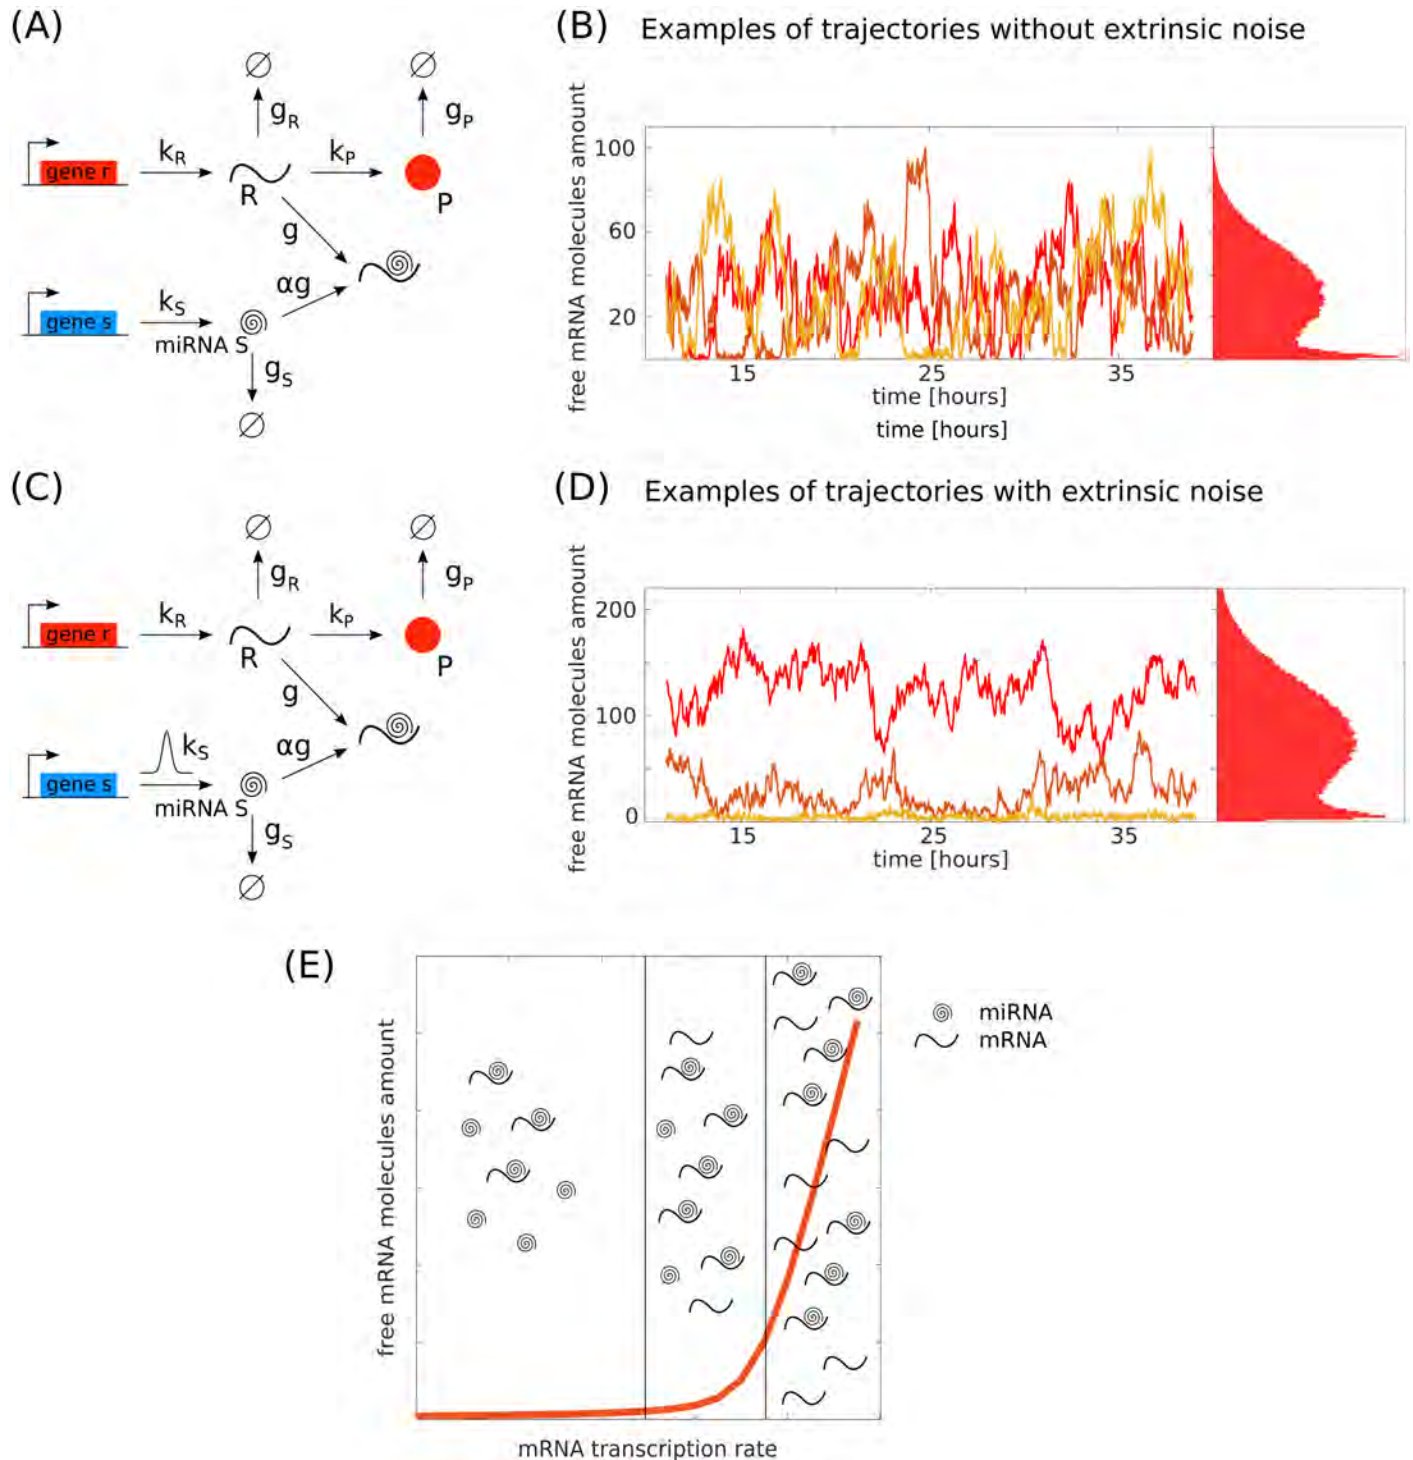 (A)
∅ ∅
g_R g_P
gene r k_R R k_P P
g
αg
gene s k_S
miRNA S
g_S
∅
(B) Examples of trajectories without extrinsic noise
free mRNA molecules amount
100
60
20
15 25 35
time [hours]
time [hours]
(C)
∅ ∅
g_R g_P
gene r k_R R k_P P
g
αg
gene s k_S
miRNA S
g_S
∅
(D) Examples of trajectories with extrinsic noise
free mRNA molecules amount
200
100
0
15 25 35
time [hours]
(E)
free mRNA molecules amount
mRNA transcription rate
miRNA
mRNA